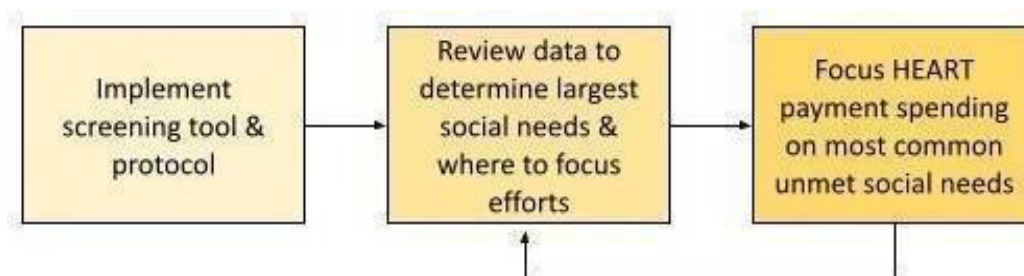 Implement
screening tool &
protocol
Review data to
determine largest
social needs &
where to focus
efforts
Focus HEART
payment spending
on most common
unmet social needs